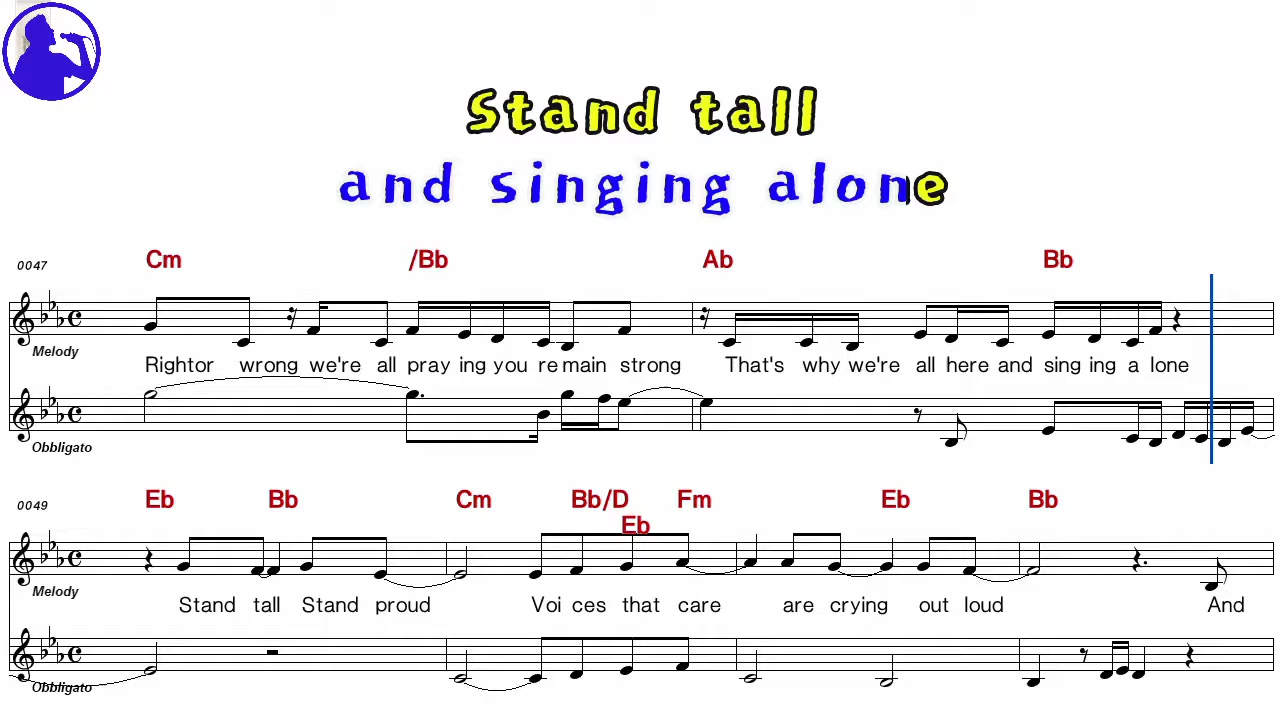 Stand tall
and singing alone
Cm /Bb Ab Bb
0047
Melody
Rightor wrong we're all pray ing you re main strong That's why we're all here and sing ing a lone
Obbligato
Eb Bb Cm Bb/D Fm Eb Bb
0049
Eb
Melody
Stand tall Stand proud Voi ces that care are crying out loud And
Obbligato